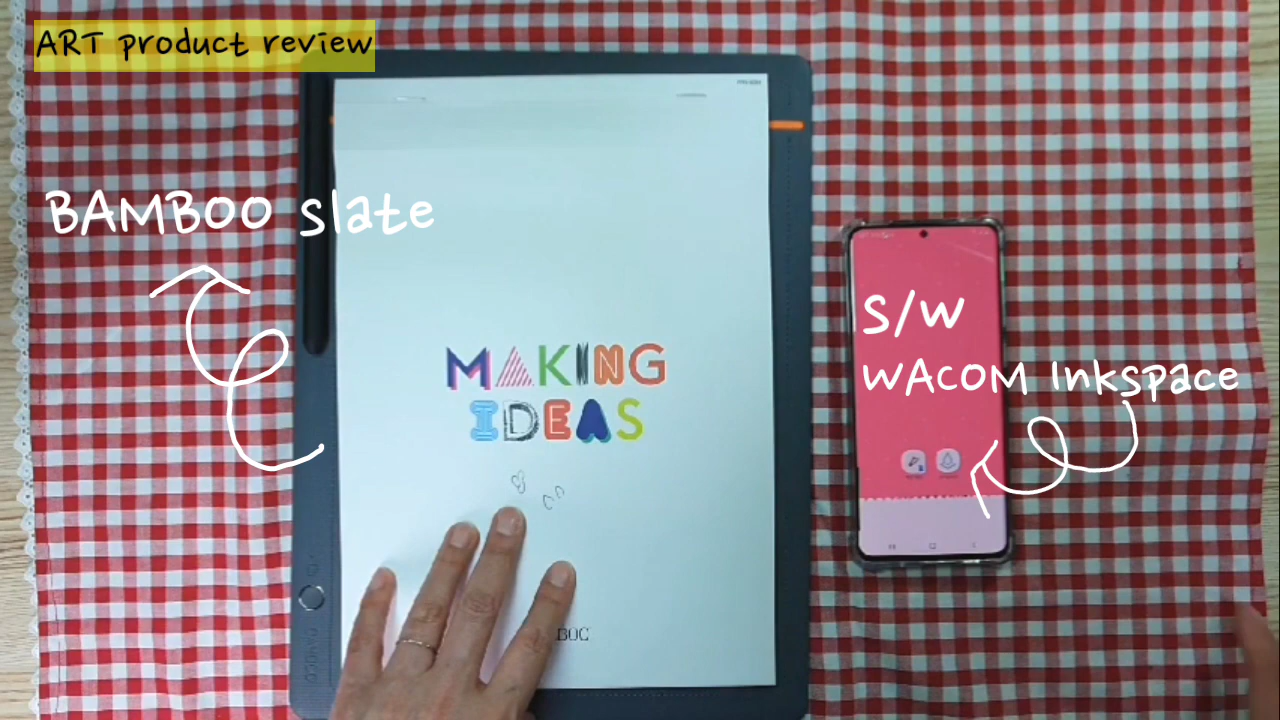 ART product review
BAMBOO slate
MAKING
IDEAS
S/W
WACOM Inkspace
BOC